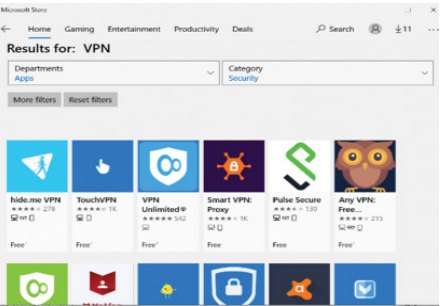 Microsoft Store
Home Gaming Entertainment Productivity Deals Search 11
Results for: VPN
Departments
Apps
Category
Security
More filters Reset filters
hide.me VPN
278
Free
TouchVPN
1K
Free
VPN
Unlimited®
542
Free
Smart VPN:
Proxy
1K
Free
Pulse Secure
130
Free
Any VPN:
Free...
215
Free